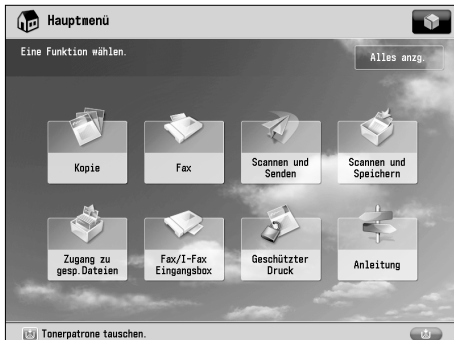 Hauptmenü
Eine Funktion wählen.
Alles anzg.
Kopie
Fax
Scannen und
Senden
Scannen und
Speichern
Zugang zu
gesp.Dateien
Fax/I-Fax
Eingangsbox
Geschützter
Druck
Anleitung
Tonerpatrone tauschen.